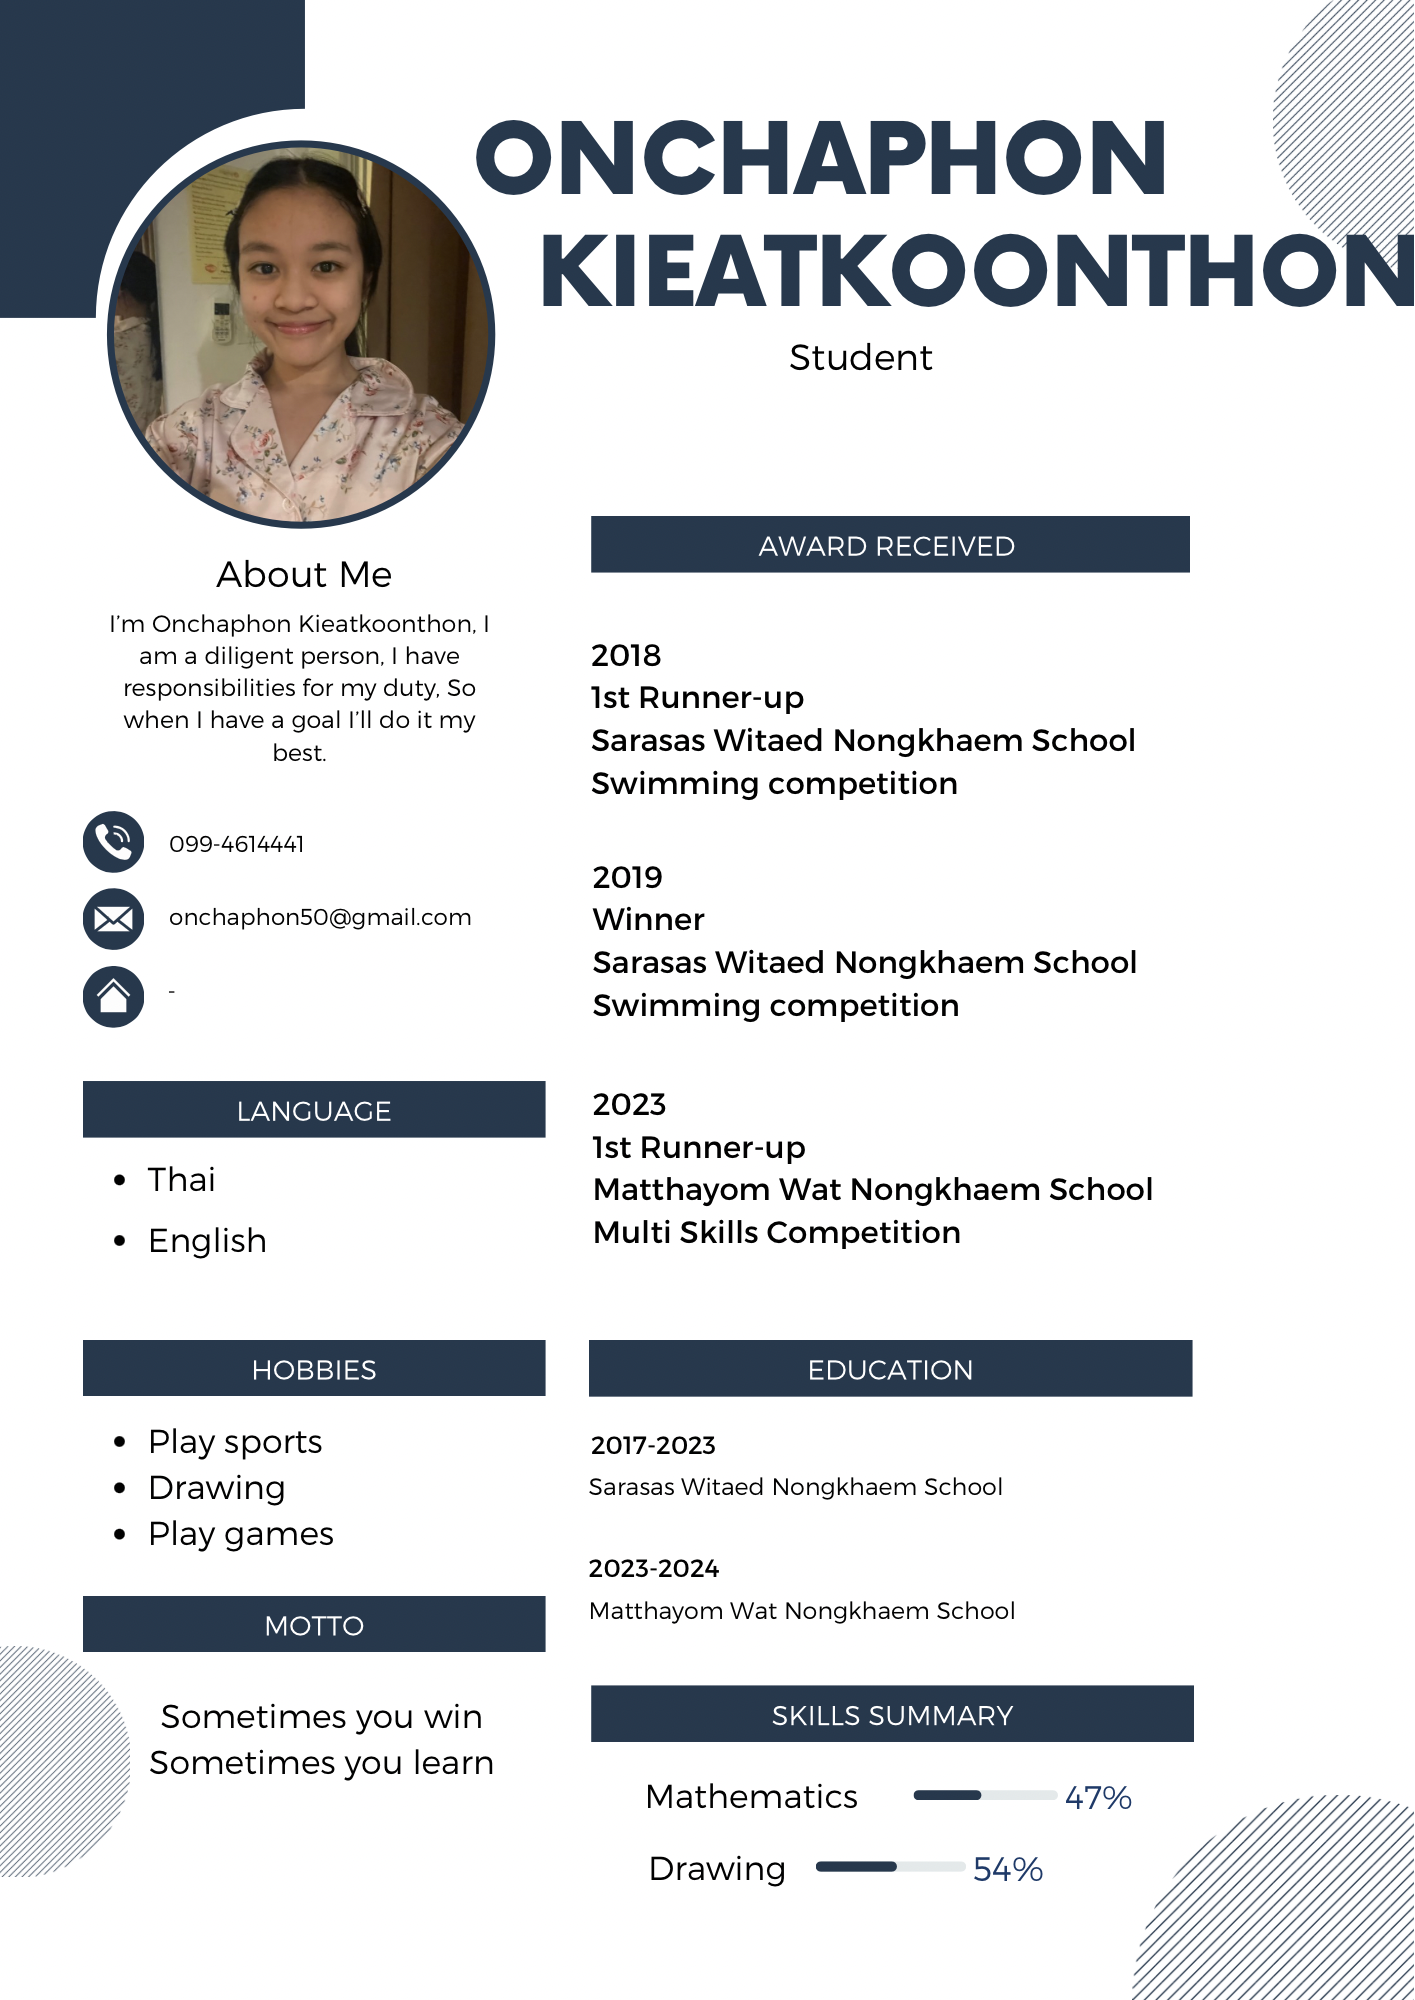 ONCHAPHON
KIEATKOONTHON
Student
About Me
I'm Onchaphon Kieatkoonthon, I
am a diligent person, I have
responsibilities for my duty, So
when I have a goal I'll do it my
best.
099-4614441
onchaphon50@gmail.com
-
LANGUAGE
• Thai
• English
HOBBIES
• Play sports
• Drawing
• Play games
MOTTO
Sometimes you win
Sometimes you learn
AWARD RECEIVED
2018
1st Runner-up
Sarasas Witaed Nongkhaem School
Swimming competition
2019
Winner
Sarasas Witaed Nongkhaem School
Swimming competition
2023
1st Runner-up
Matthayom Wat Nongkhaem School
Multi Skills Competition
EDUCATION
2017-2023
Sarasas Witaed Nongkhaem School
2023-2024
Matthayom Wat Nongkhaem School
SKILLS SUMMARY
Mathematics 47%
Drawing 54%